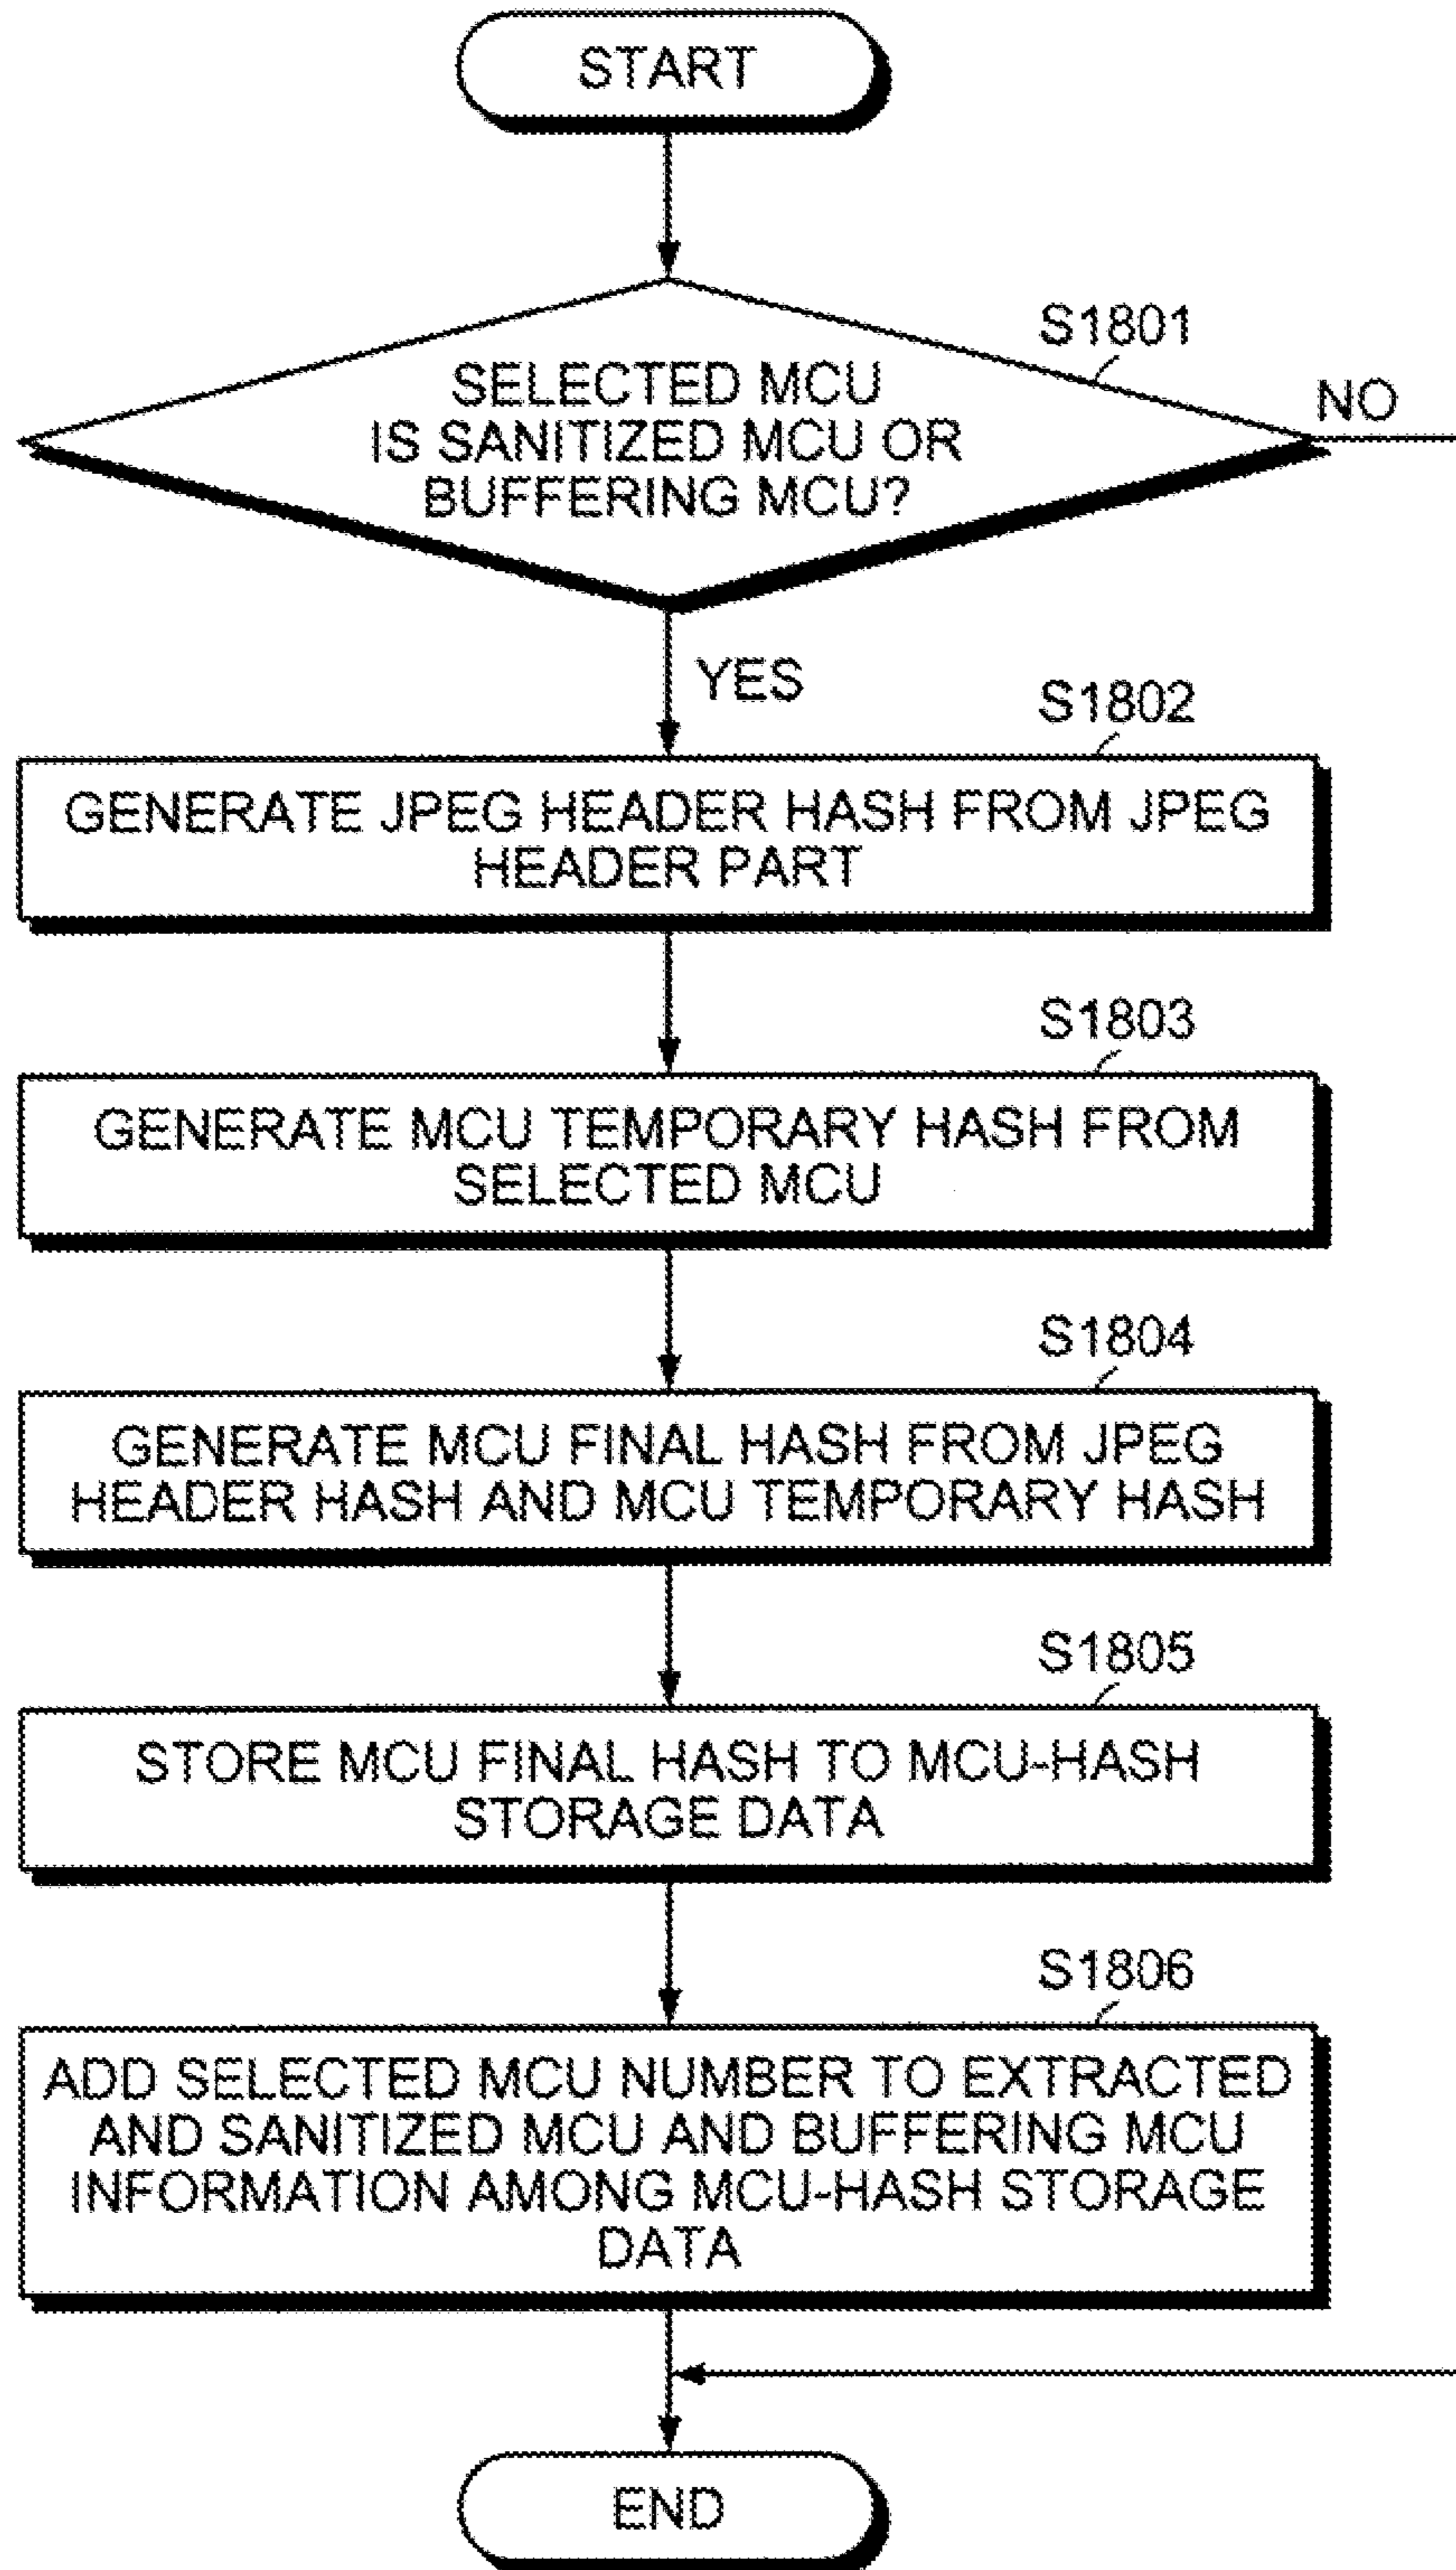 START
S1801
SELECTED MCU
IS SANITIZED MCU OR
BUFFERING MCU?
NO
YES
S1802
GENERATE JPEG HEADER HASH FROM JPEG
HEADER PART
S1803
GENERATE MCU TEMPORARY HASH FROM
SELECTED MCU
S1804
GENERATE MCU FINAL HASH FROM JPEG
HEADER HASH AND MCU TEMPORARY HASH
S1805
STORE MCU FINAL HASH TO MCU-HASH
STORAGE DATA
S1806
ADD SELECTED MCU NUMBER TO EXTRACTED
AND SANITIZED MCU AND BUFFERING MCU
INFORMATION AMONG MCU-HASH STORAGE
DATA
END